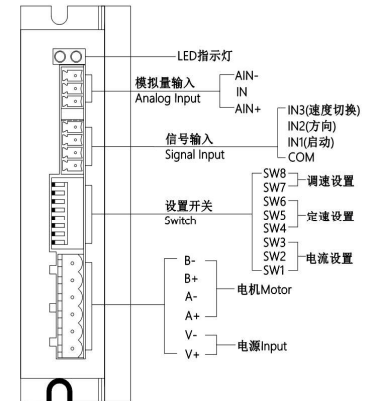 LED指示灯
模拟量输入
Analog Input
AIN-
IN
AIN+
信号输入
Signal Input
IN3(速度切换)
IN2(方向)
IN1(启动)
COM
设置开关
Switch
SW8
SW7
调速设置
SW6
SW5
SW4
定速设置
SW3
SW2
SW1
电流设置
B-
B+
A-
A+
电机Motor
V-
V+
电源Input